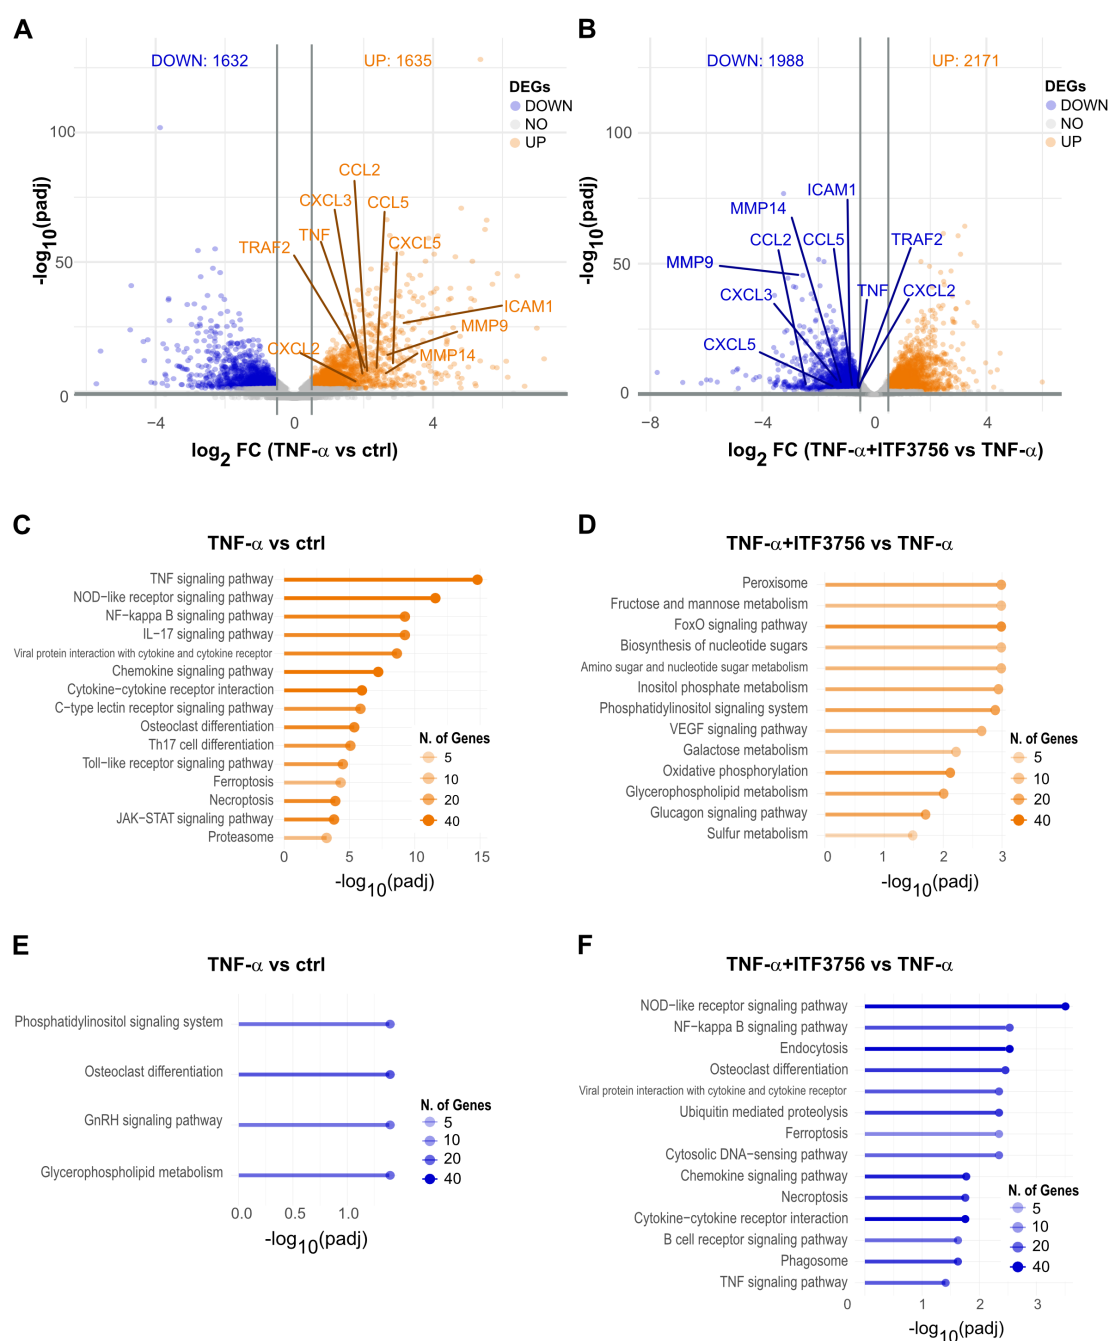 A
DOWN: 1632
UP: 1635
DEGs
DOWN
NO
UP
100
50
0
-log10(padj)
CCL2
CXCL3
CCL5
TNF
TRAF2
CXCL5
ICAM1
MMP9
CXCL2
MMP14
−4
0
4
log2 FC (TNF-α vs ctrl)
B
DOWN: 1988
UP: 2171
DEGs
DOWN
NO
UP
100
50
0
-log10(padj)
ICAM1
MMP14
CCL2
CCL5
TRAF2
MMP9
CXCL3
TNF
CXCL2
CXCL5
−8
−4
0
4
log2 FC (TNF-α+ITF3756 vs TNF-α)
C
TNF-α vs ctrl
TNF signaling pathway
NOD−like receptor signaling pathway
NF−kappa B signaling pathway
IL−17 signaling pathway
Viral protein interaction with cytokine and cytokine receptor
Chemokine signaling pathway
Cytokine−cytokine receptor interaction
C−type lectin receptor signaling pathway
Osteoclast differentiation
Th17 cell differentiation
Toll−like receptor signaling pathway
Ferroptosis
Necroptosis
JAK−STAT signaling pathway
Proteasome
N. of Genes
5
10
20
40
0
5
10
15
-log10(padj)
D
TNF-α+ITF3756 vs TNF-α
Peroxisome
Fructose and mannose metabolism
FoxO signaling pathway
Biosynthesis of nucleotide sugars
Amino sugar and nucleotide sugar metabolism
Inositol phosphate metabolism
Phosphatidylinositol signaling system
VEGF signaling pathway
Galactose metabolism
Oxidative phosphorylation
Glycerophospholipid metabolism
Glucagon signaling pathway
Sulfur metabolism
N. of Genes
5
10
20
40
0
1
2
3
-log10(padj)
E
TNF-α vs ctrl
Phosphatidylinositol signaling system
Osteoclast differentiation
GnRH signaling pathway
Glycerophospholipid metabolism
N. of Genes
5
10
20
40
0.0
0.5
1.0
-log10(padj)
F
TNF-α+ITF3756 vs TNF-α
NOD−like receptor signaling pathway
NF−kappa B signaling pathway
Endocytosis
Osteoclast differentiation
Viral protein interaction with cytokine and cytokine receptor
Ubiquitin mediated proteolysis
Ferroptosis
Cytosolic DNA−sensing pathway
Chemokine signaling pathway
Necroptosis
Cytokine−cytokine receptor interaction
B cell receptor signaling pathway
Phagosome
TNF signaling pathway
N. of Genes
5
10
20
40
0
1
2
3
-log10(padj)